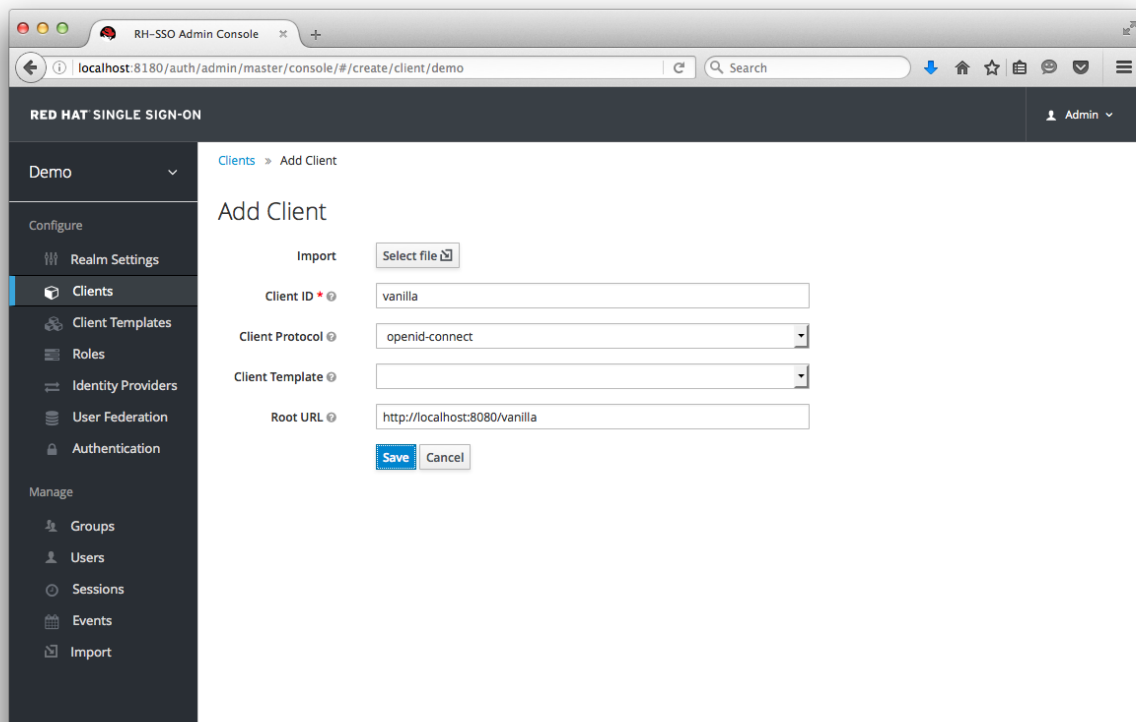 RH-SSO Admin Console
localhost:8180/auth/admin/master/console/#/create/client/demo
Search
RED HAT SINGLE SIGN-ON
Admin
Demo
Clients » Add Client
Configure
Add Client
Realm Settings
Import Select file
Clients
Client ID * vanilla
Client Templates
Client Protocol openid-connect
Roles
Client Template
Identity Providers
User Federation
Root URL http://localhost:8080/vanilla
Authentication
Save Cancel
Manage
Groups
Users
Sessions
Events
Import